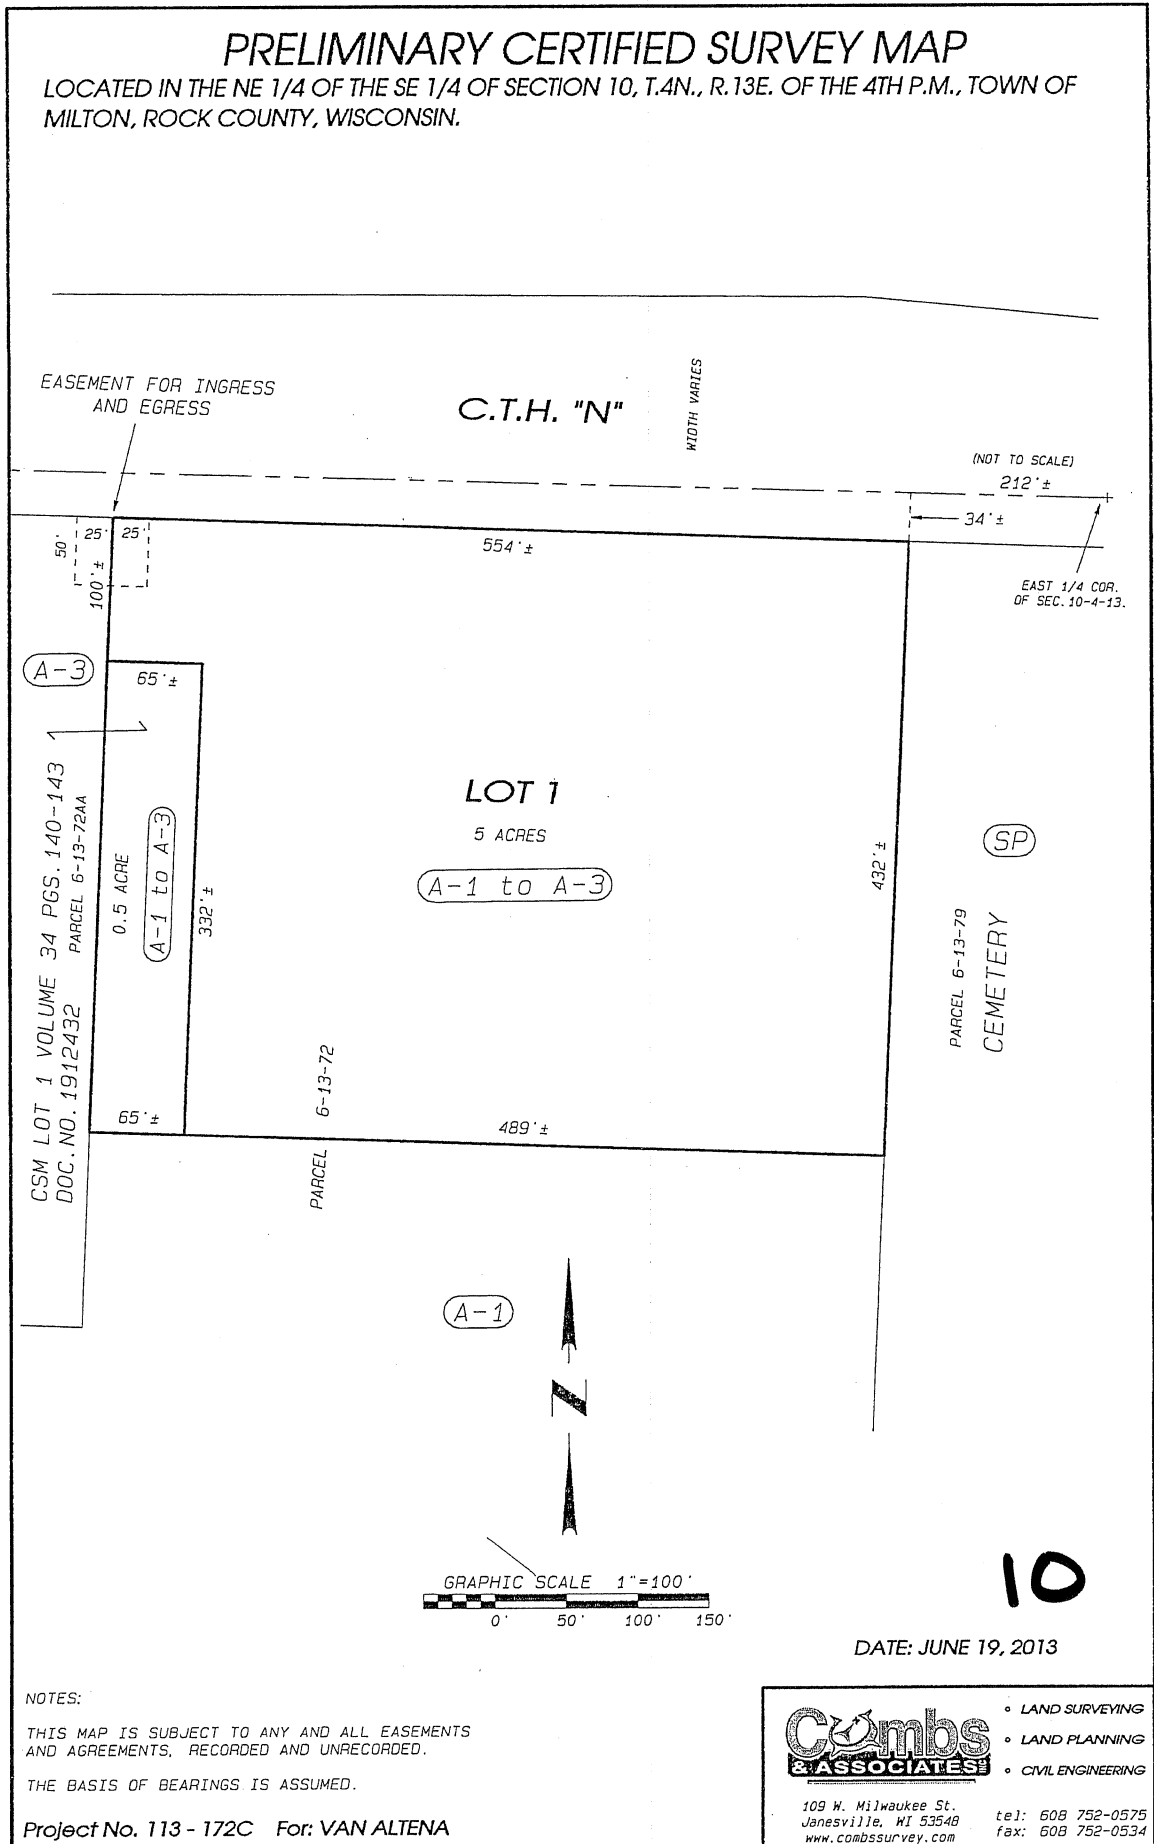 PRELIMINARY CERTIFIED SURVEY MAP
LOCATED IN THE NE 1/4 OF THE SE 1/4 OF SECTION 10, T.4N., R.13E. OF THE 4TH P.M., TOWN OF
MILTON, ROCK COUNTY, WISCONSIN.
EASEMENT FOR INGRESS
AND EGRESS
C.T.H. "N"
WIDTH VARIES
(NOT TO SCALE)
212'±
34'±
EAST 1/4 COR.
OF SEC.10-4-13.
50'
25'
25'
100'±
554'±
A-3
65'±
CSM LOT 1 VOLUME 34 PGS. 140-143
DOC. NO. 1912432 PARCEL 6-13-72AA
0.5 ACRE
A-1 to A-3
332'±
LOT 1
5 ACRES
A-1 to A-3
432'±
SP
PARCEL 6-13-79
CEMETERY
65'±
PARCEL 6-13-72
489'±
A-1
N
GRAPHIC SCALE 1"=100'
0' 50' 100' 150'
10
DATE: JUNE 19, 2013
NOTES:
THIS MAP IS SUBJECT TO ANY AND ALL EASEMENTS
AND AGREEMENTS, RECORDED AND UNRECORDED.
THE BASIS OF BEARINGS IS ASSUMED.
Project No. 113 - 172C For: VAN ALTENA
Combs
& ASSOCIATES INC
° LAND SURVEYING
° LAND PLANNING
° CIVIL ENGINEERING
109 W. Milwaukee St.
Janesville, WI 53548
www.combssurvey.com
tel: 608 752-0575
fax: 608 752-0534